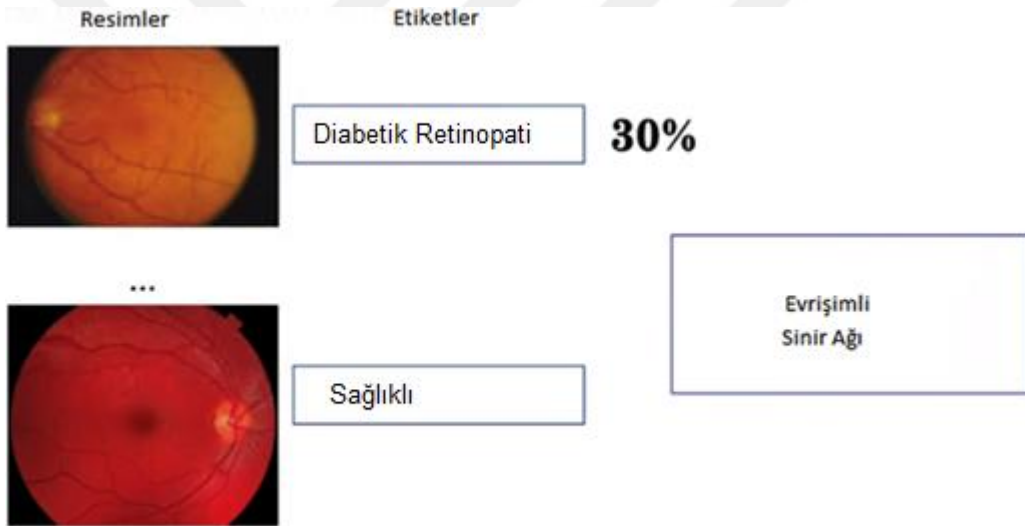 Resimler
Etiketler
Diabetik Retinopati
30%
...
Sağlıklı
Evrişimli
Sinir Ağı